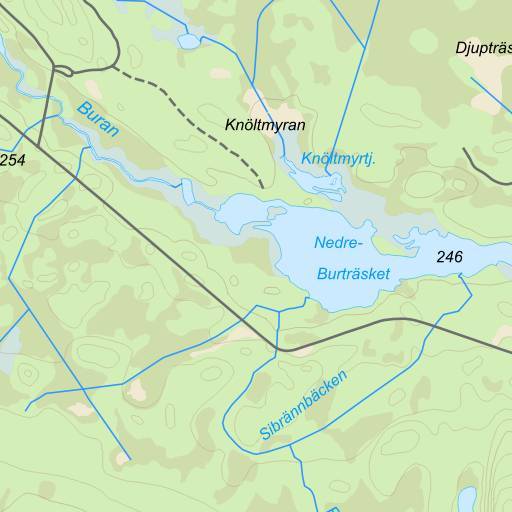 Djupträs
Buran
Knöltmyran
254
Knöltmyrtj.
Nedre-
Burträsket
246
Sibrännbäcken